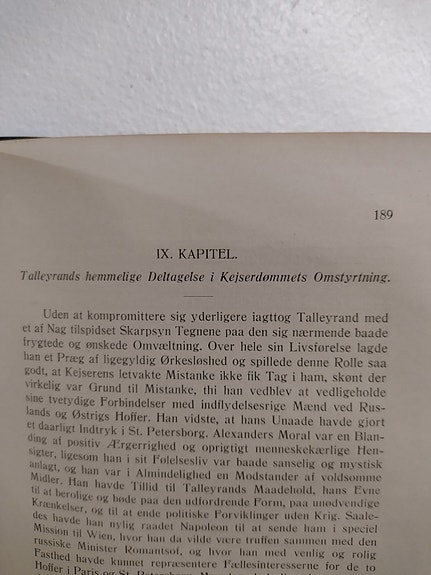 189
IX. KAPITEL.
Talleyrands hemmelige Deltagelse i Kejserdømmets Omstyrtning.
Uden at kompromittere sig yderligere iagttog Talleyrand med
et af Nag tilspidset Skarpsyn Tegnene paa den sig nærmende baade
frygtede og ønskede Omvæltning. Over hele sin Livsførelse lagde
han et Præg af ligegyldig Ørkesløshed og spillede denne Rolle saa
godt, at Kejserens letvakte Mistanke ikke fik Tag i ham, skønt der
virkelig var Grund til Mistanke, thi han vedblev at vedligeholde
sine tvetydige Forbindelser med indflydelsesrige Mænd ved Rus-
lands og Østrigs Hoffer. Han vidste, at hans Unaade havde gjort
et daarligt Indtryk i St. Petersborg. Alexanders Moral var en Blan-
ding af positiv Ærgerrighed og oprigtigt menneskekærlige Hen-
sigter, ligesom han i sit Følelsesliv var baade sanselig og mystisk
anlagt, og han var i Almindelighed en Modstander af voldsomme
Midler. Han havde Tillid til Talleyrands Maadehold, hans Evne
til at berolige og bøde paa den udfordrende Form, paa unødvendige
Krænkelser, og til at ende politiske Forviklinger uden Krig. Saale-
des havde han nylig raadet Napoleon til at sende ham i speciel
Mission til Wien, hvor han da vilde være truffen sammen med den
russiske Minister Romantsof, og hvor han med venlig og rolig
Fasthed havde kunnet repræsentere Fællesinteresserne for de to
Hoffer i Paris og St. Petersborg.